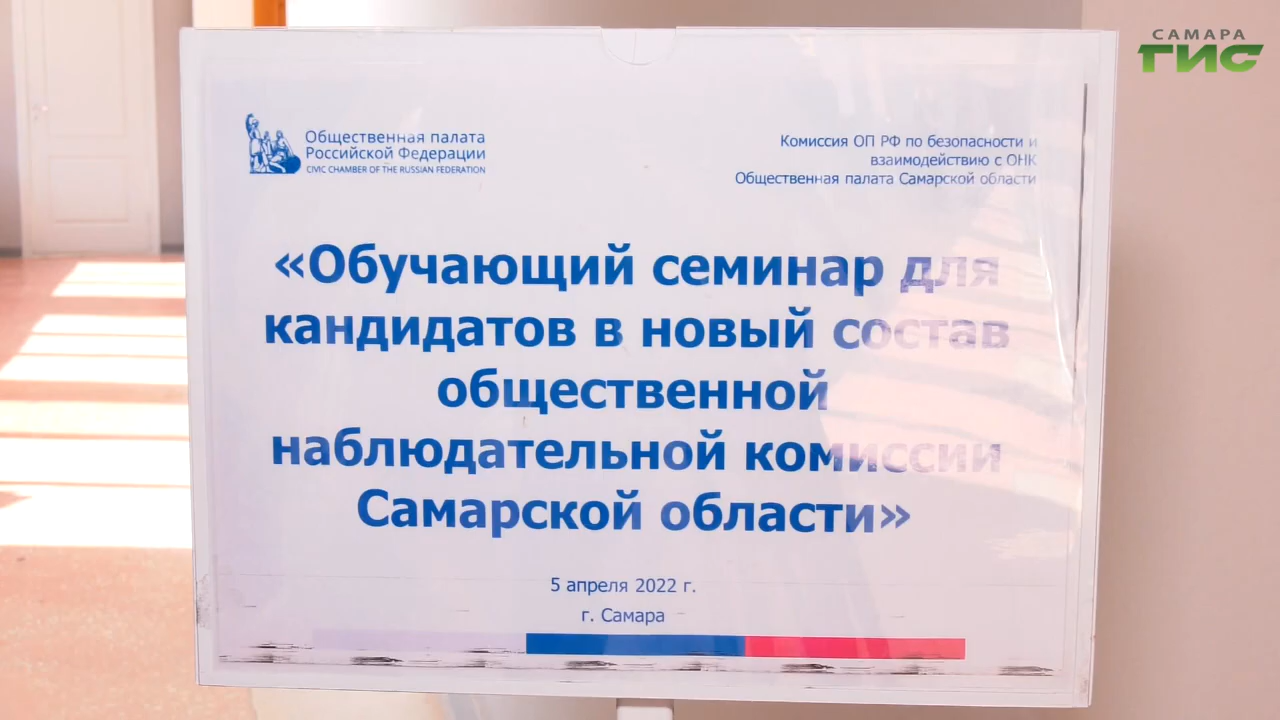 САМАРА
ГИС
Общественная палата
Российской Федерации
CIVIC CHAMBER OF THE RUSSIAN FEDERATION
Комиссия ОП РФ по безопасности и
взаимодействию с ОНК
Общественная палата Самарской области
«Обучающий семинар для
кандидатов в новый состав
общественной
наблюдательной комиссии
Самарской области»
5 апреля 2022 г.
г. Самара